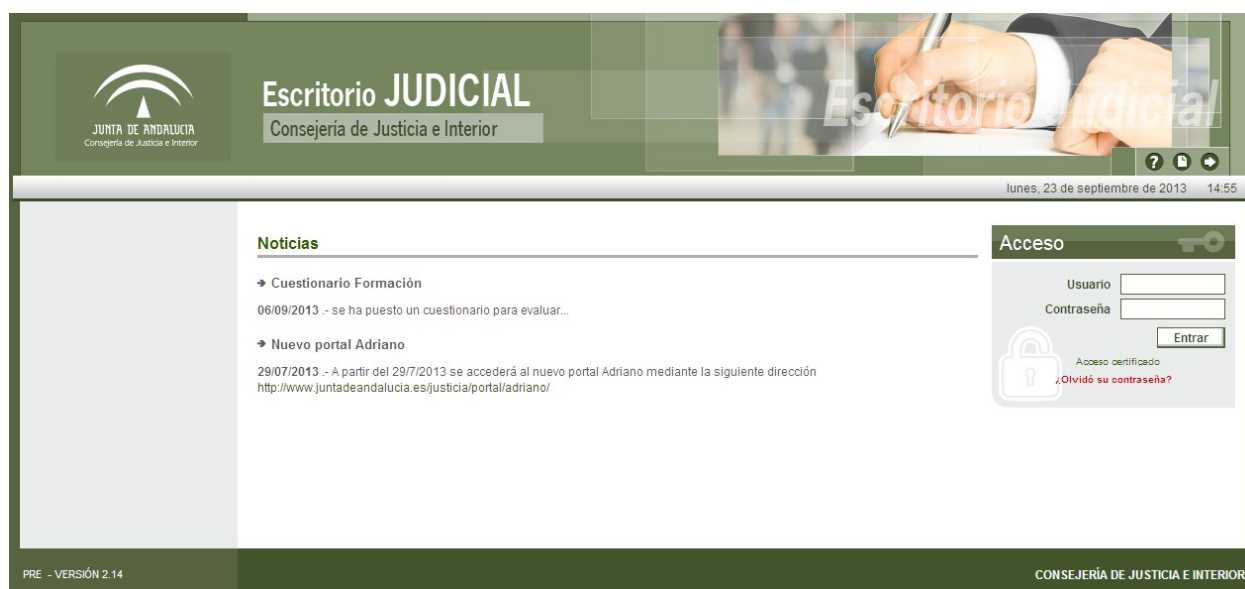 JUNTA DE ANDALUCIA
Consejería de Justicia e Interior
Escritorio JUDICIAL
Consejería de Justicia e Interior
Escritorio Judicial
lunes, 23 de septiembre de 2013 14:55
Noticias
Cuestionario Formación
06/09/2013 .- se ha puesto un cuestionario para evaluar...
Nuevo portal Adriano
29/07/2013 .- A partir del 29/7/2013 se accederá al nuevo portal Adriano mediante la siguiente dirección
http://www.juntadeandalucia.es/justicia/portal/adriano/
Acceso
Usuario
Contraseña
Entrar
Acceso certificado
¿Olvidó su contraseña?
PRE - VERSIÓN 2.14
CONSEJERÍA DE JUSTICIA E INTERIOR